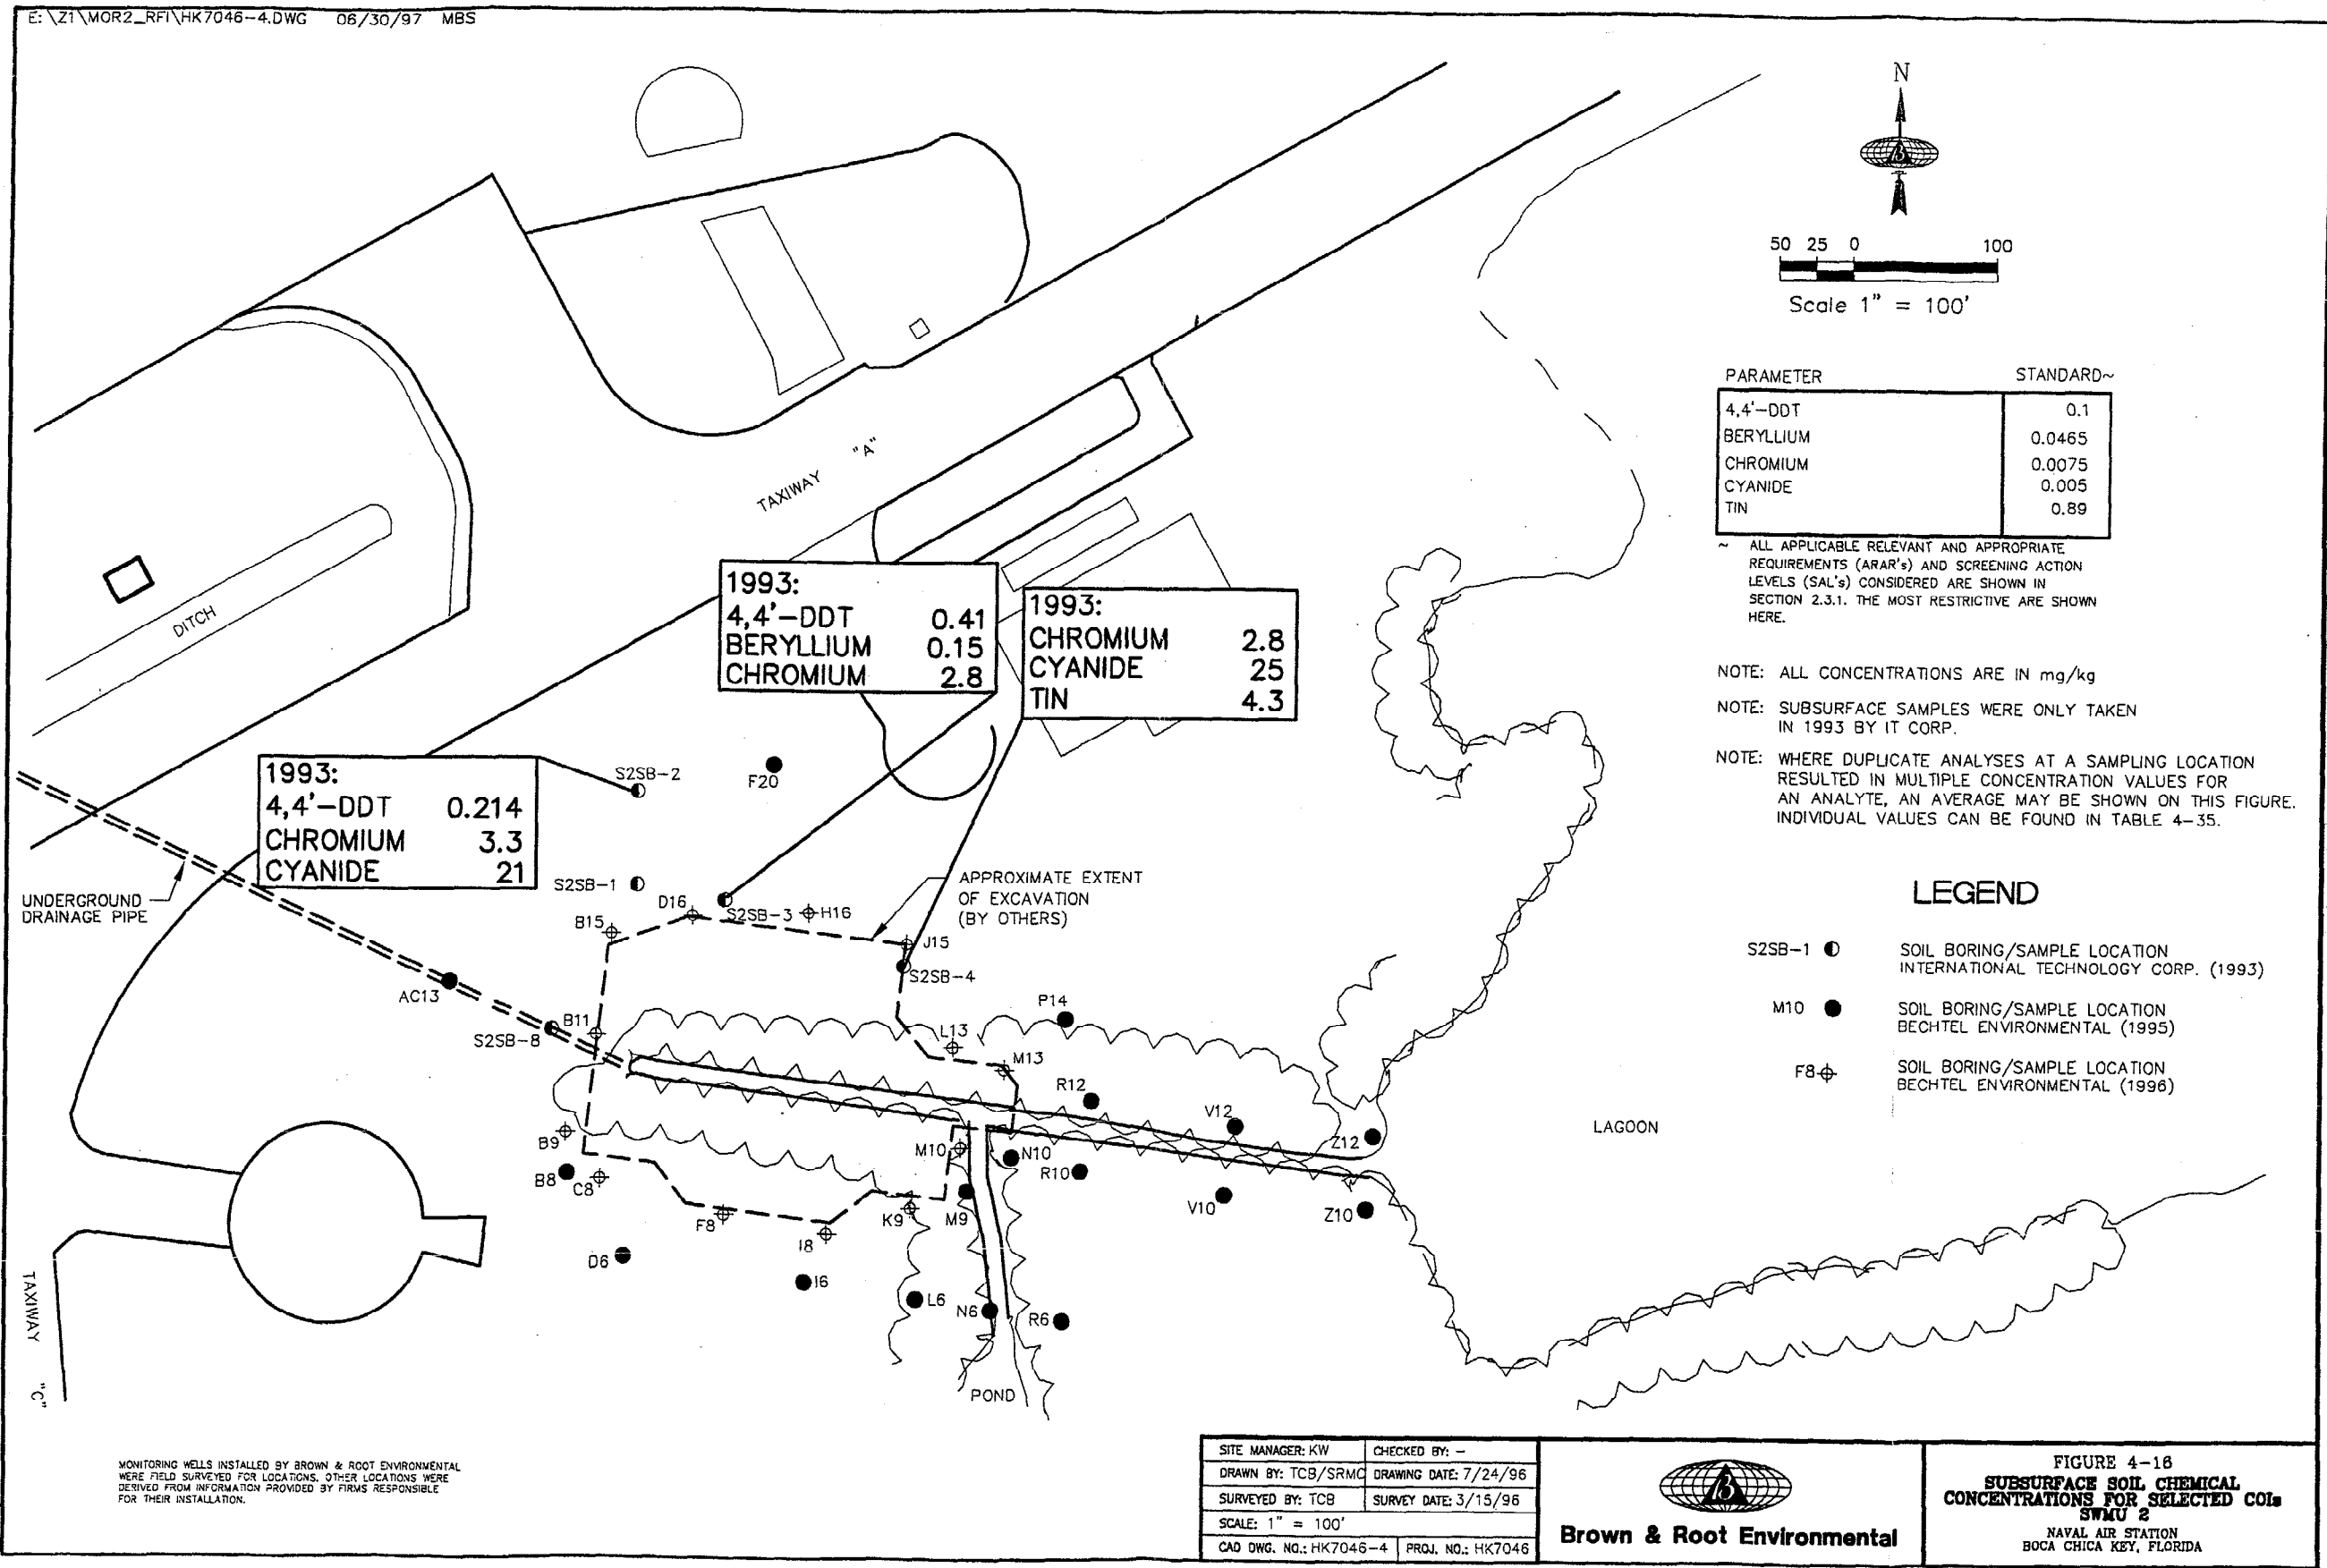 E:\Z1\MOR2_RFI\HK7046-4.DWG 06/30/97 MBS
N
50 25 0 100
Scale 1" = 100'
PARAMETER STANDARD~
4,4'-DDT 0.1
BERYLLIUM 0.0465
CHROMIUM 0.0075
CYANIDE 0.005
TIN 0.89
~ ALL APPLICABLE RELEVANT AND APPROPRIATE
REQUIREMENTS (ARAR's) AND SCREENING ACTION
LEVELS (SAL's) CONSIDERED ARE SHOWN IN
SECTION 2.3.1. THE MOST RESTRICTIVE ARE SHOWN
HERE.
NOTE: ALL CONCENTRATIONS ARE IN mg/kg
NOTE: SUBSURFACE SAMPLES WERE ONLY TAKEN
IN 1993 BY IT CORP.
NOTE: WHERE DUPLICATE ANALYSES AT A SAMPLING LOCATION
RESULTED IN MULTIPLE CONCENTRATION VALUES FOR
AN ANALYTE, AN AVERAGE MAY BE SHOWN ON THIS FIGURE.
INDIVIDUAL VALUES CAN BE FOUND IN TABLE 4-35.
LEGEND
S2SB-1 SOIL BORING/SAMPLE LOCATION
INTERNATIONAL TECHNOLOGY CORP. (1993)
M10 SOIL BORING/SAMPLE LOCATION
BECHTEL ENVIRONMENTAL (1995)
F8 SOIL BORING/SAMPLE LOCATION
BECHTEL ENVIRONMENTAL (1996)
TAXIWAY "A"
DITCH
1993:
4,4'-DDT 0.41
BERYLLIUM 0.15
CHROMIUM 2.8
1993:
CHROMIUM 2.8
CYANIDE 25
TIN 4.3
1993:
4,4'-DDT 0.214
CHROMIUM 3.3
CYANIDE 21
S2SB-2
F20
S2SB-1
UNDERGROUND
DRAINAGE PIPE
APPROXIMATE EXTENT
OF EXCAVATION
(BY OTHERS)
D16
S2SB-3
H16
B15
J15
S2SB-4
AC13
S2SB-8
B11
P14
L13
M13
R12
V12
Z12
LAGOON
B9
M10
N10
B8
C8
R10
V10
Z10
F8
K9
M9
I8
D6
I6
L6
N6
R6
POND
TAXIWAY "C"
MONITORING WELLS INSTALLED BY BROWN & ROOT ENVIRONMENTAL
WERE FIELD SURVEYED FOR LOCATIONS. OTHER LOCATIONS WERE
DERIVED FROM INFORMATION PROVIDED BY FIRMS RESPONSIBLE
FOR THEIR INSTALLATION.
SITE MANAGER: KW CHECKED BY: -
DRAWN BY: TCB/SRMC DRAWING DATE: 7/24/96
SURVEYED BY: TCB SURVEY DATE: 3/15/96
SCALE: 1" = 100'
CAD DWG. NO.: HK7046-4 PROJ. NO.: HK7046
Brown & Root Environmental
FIGURE 4-16
SUBSURFACE SOIL CHEMICAL
CONCENTRATIONS FOR SELECTED COIs
SWMU 2
NAVAL AIR STATION
BOCA CHICA KEY, FLORIDA